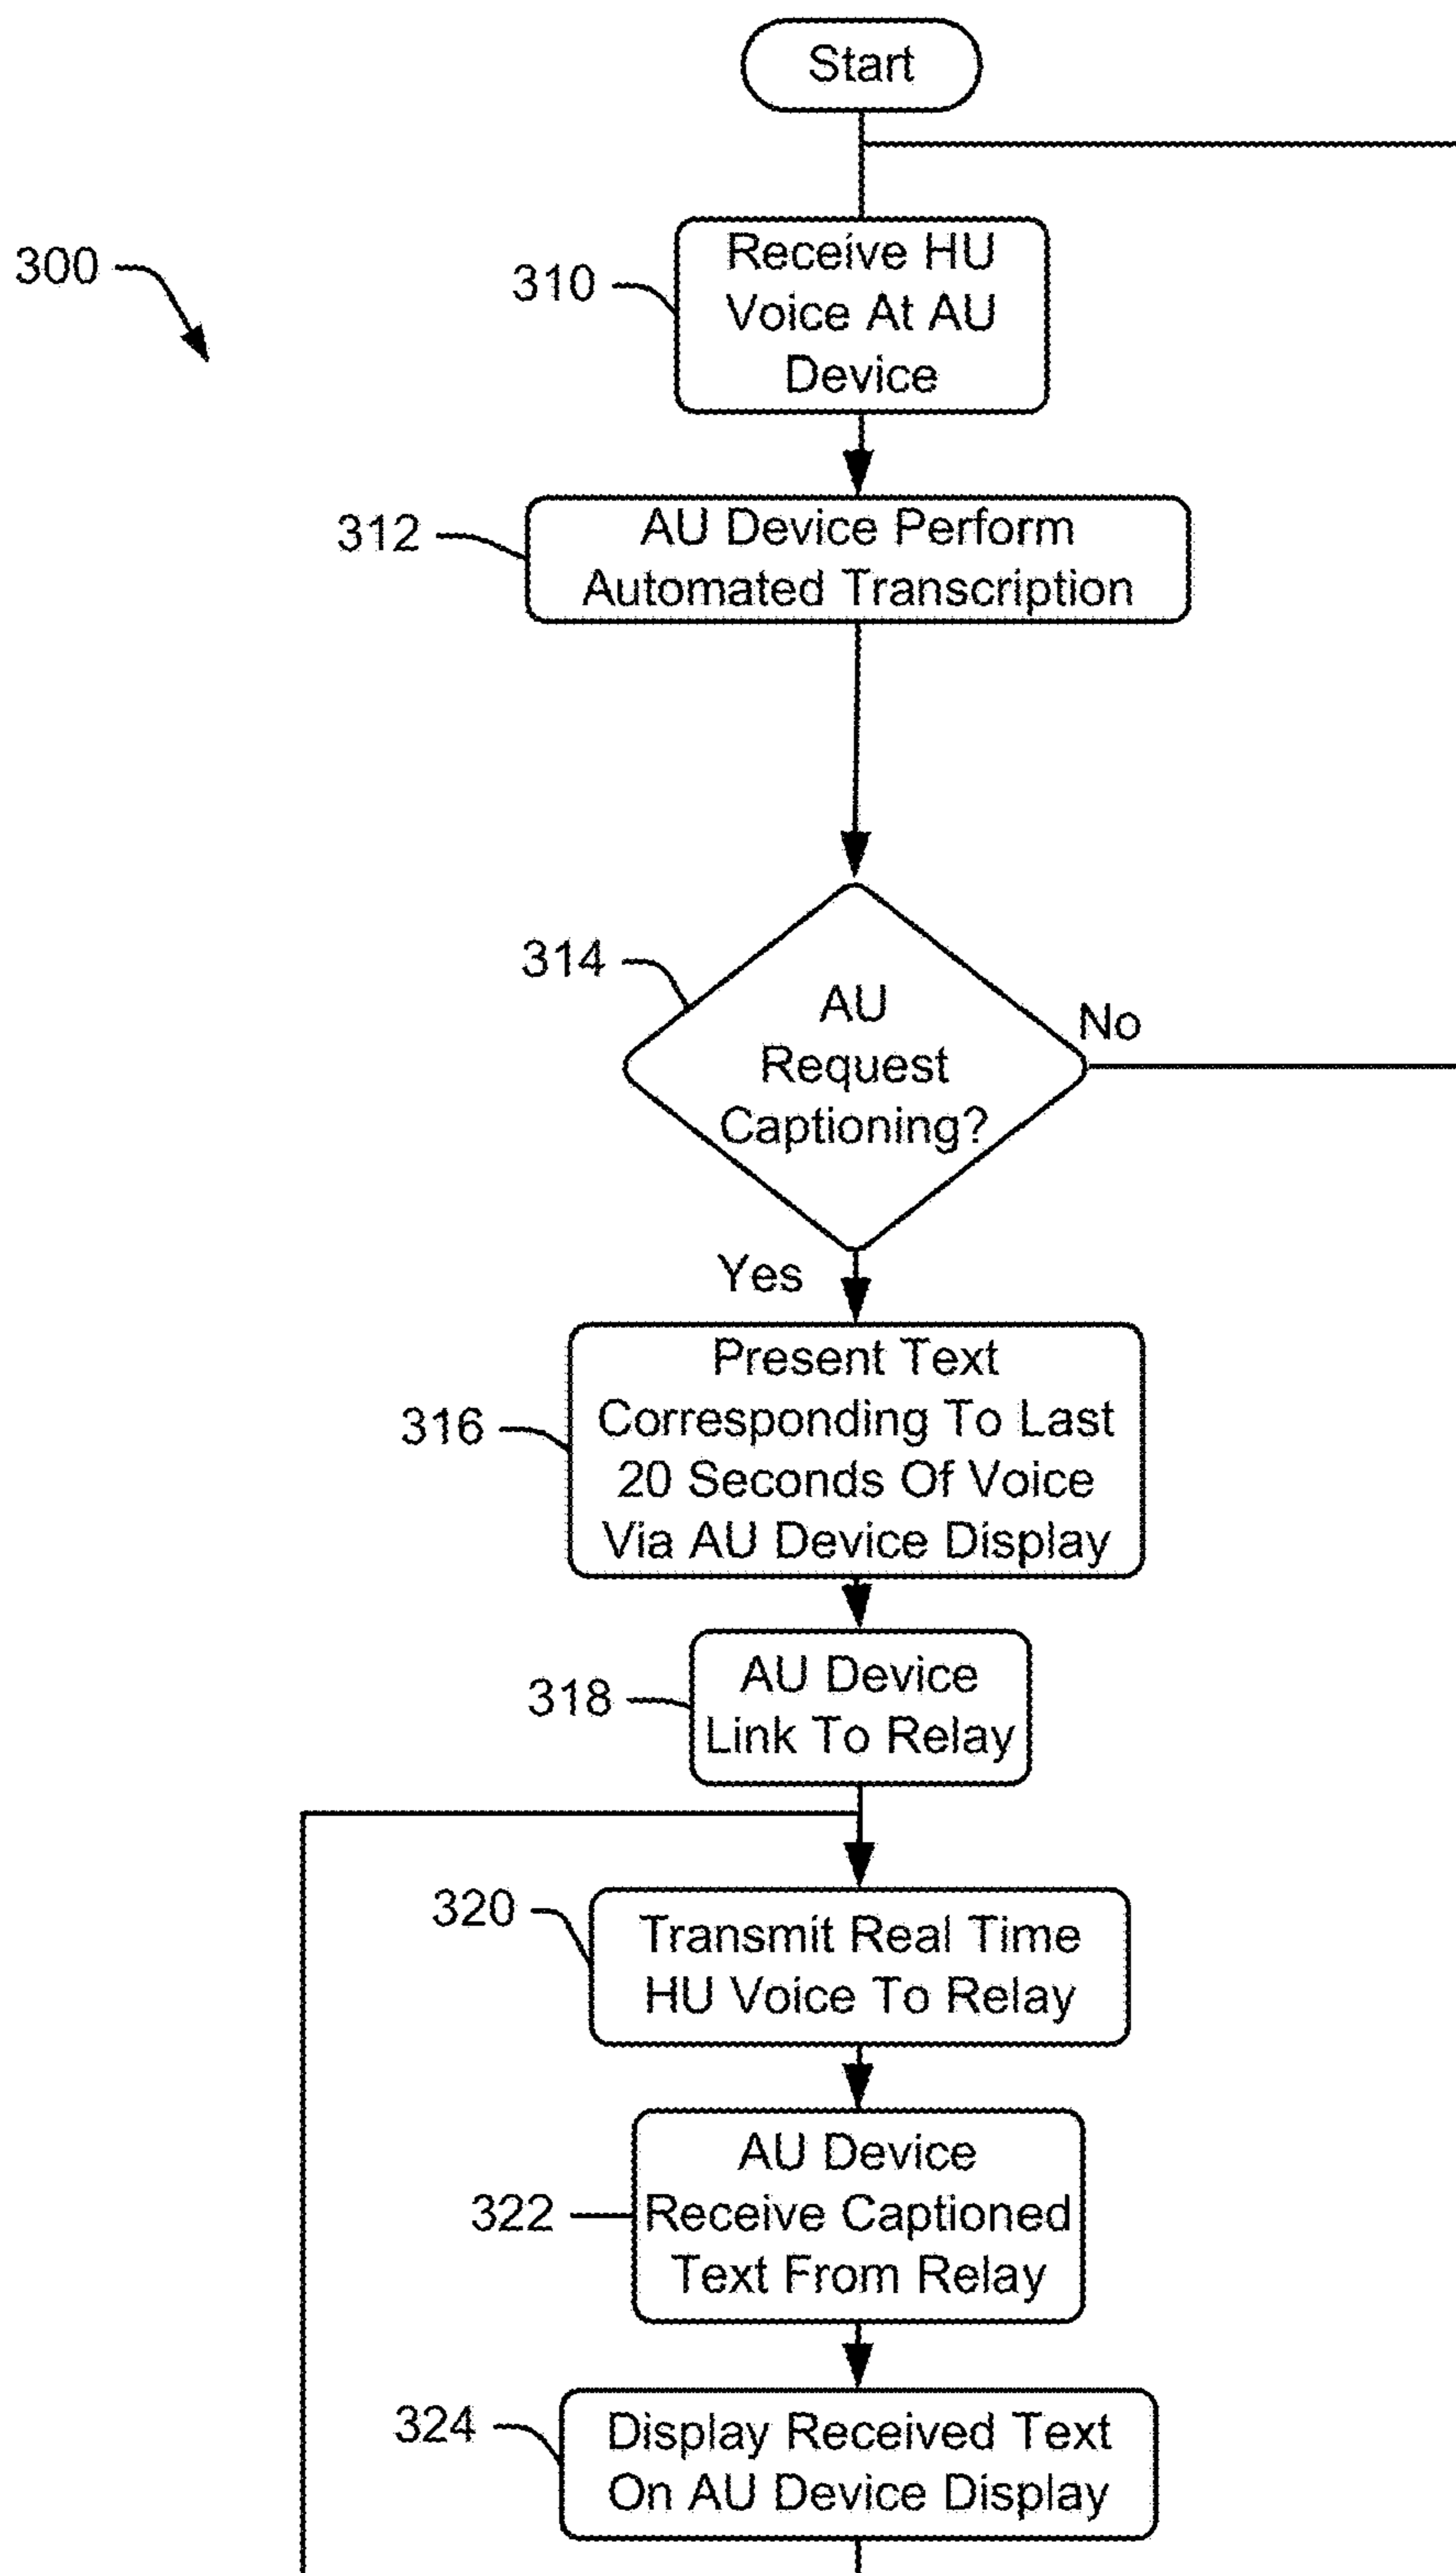 Start
300
310
Receive HU
Voice At AU
Device
312
AU Device Perform
Automated Transcription
314
AU
Request
Captioning?
No
Yes
316
Present Text
Corresponding To Last
20 Seconds Of Voice
Via AU Device Display
318
AU Device
Link To Relay
320
Transmit Real Time
HU Voice To Relay
322
AU Device
Receive Captioned
Text From Relay
324
Display Received Text
On AU Device Display